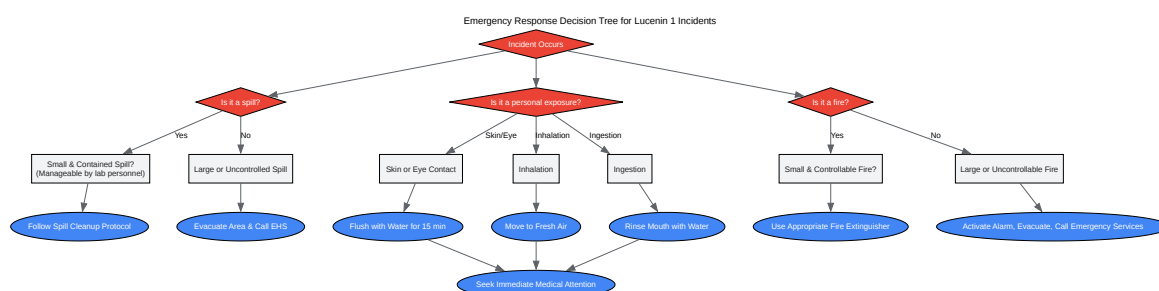 Emergency Response Decision Tree for Lucenin 1 Incidents
Incident Occurs
Is it a spill?
Is it a personal exposure?
Is it a fire?
Yes
No
Skin/Eye
Inhalation
Ingestion
Yes
No
Small & Contained Spill?
(Manageable by lab personnel)
Large or Uncontrolled Spill
Skin or Eye Contact
Inhalation
Ingestion
Small & Controllable Fire?
Large or Uncontrollable Fire
Follow Spill Cleanup Protocol
Evacuate Area & Call EHS
Flush with Water for 15 min
Move to Fresh Air
Rinse Mouth with Water
Use Appropriate Fire Extinguisher
Activate Alarm, Evacuate, Call Emergency Services
Seek Immediate Medical Attention